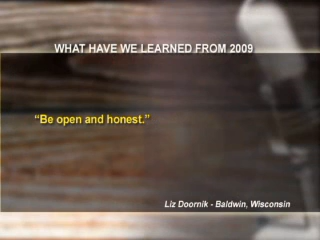 WHAT HAVE WE LEARNED FROM 2009
“Be open and honest.”
Liz Doornik - Baldwin, Wisconsin